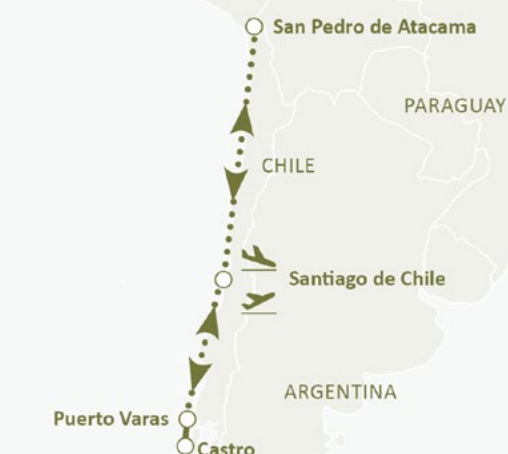 San Pedro de Atacama
PARAGUAY
CHILE
Santiago de Chile
ARGENTINA
Puerto Varas
Castro